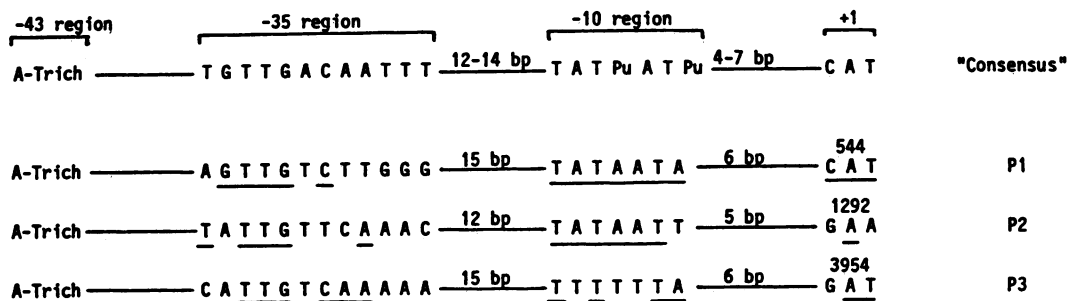 -43 region -35 region -10 region +1
A-Trich T G T T G A C A A T T T 12-14 bp T A T Pu A T Pu 4-7 bp C A T "Consensus"
544
A-Trich A G T T G T C T T G G G 15 bp T A T A A T A 6 bp C A T P1
1292
A-Trich T A T T G T T C A A A C 12 bp T A T A A T T 5 bp G A A P2
3954
A-Trich C A T T G T C A A A A A 15 bp T T T T T T A 6 bp G A T P3